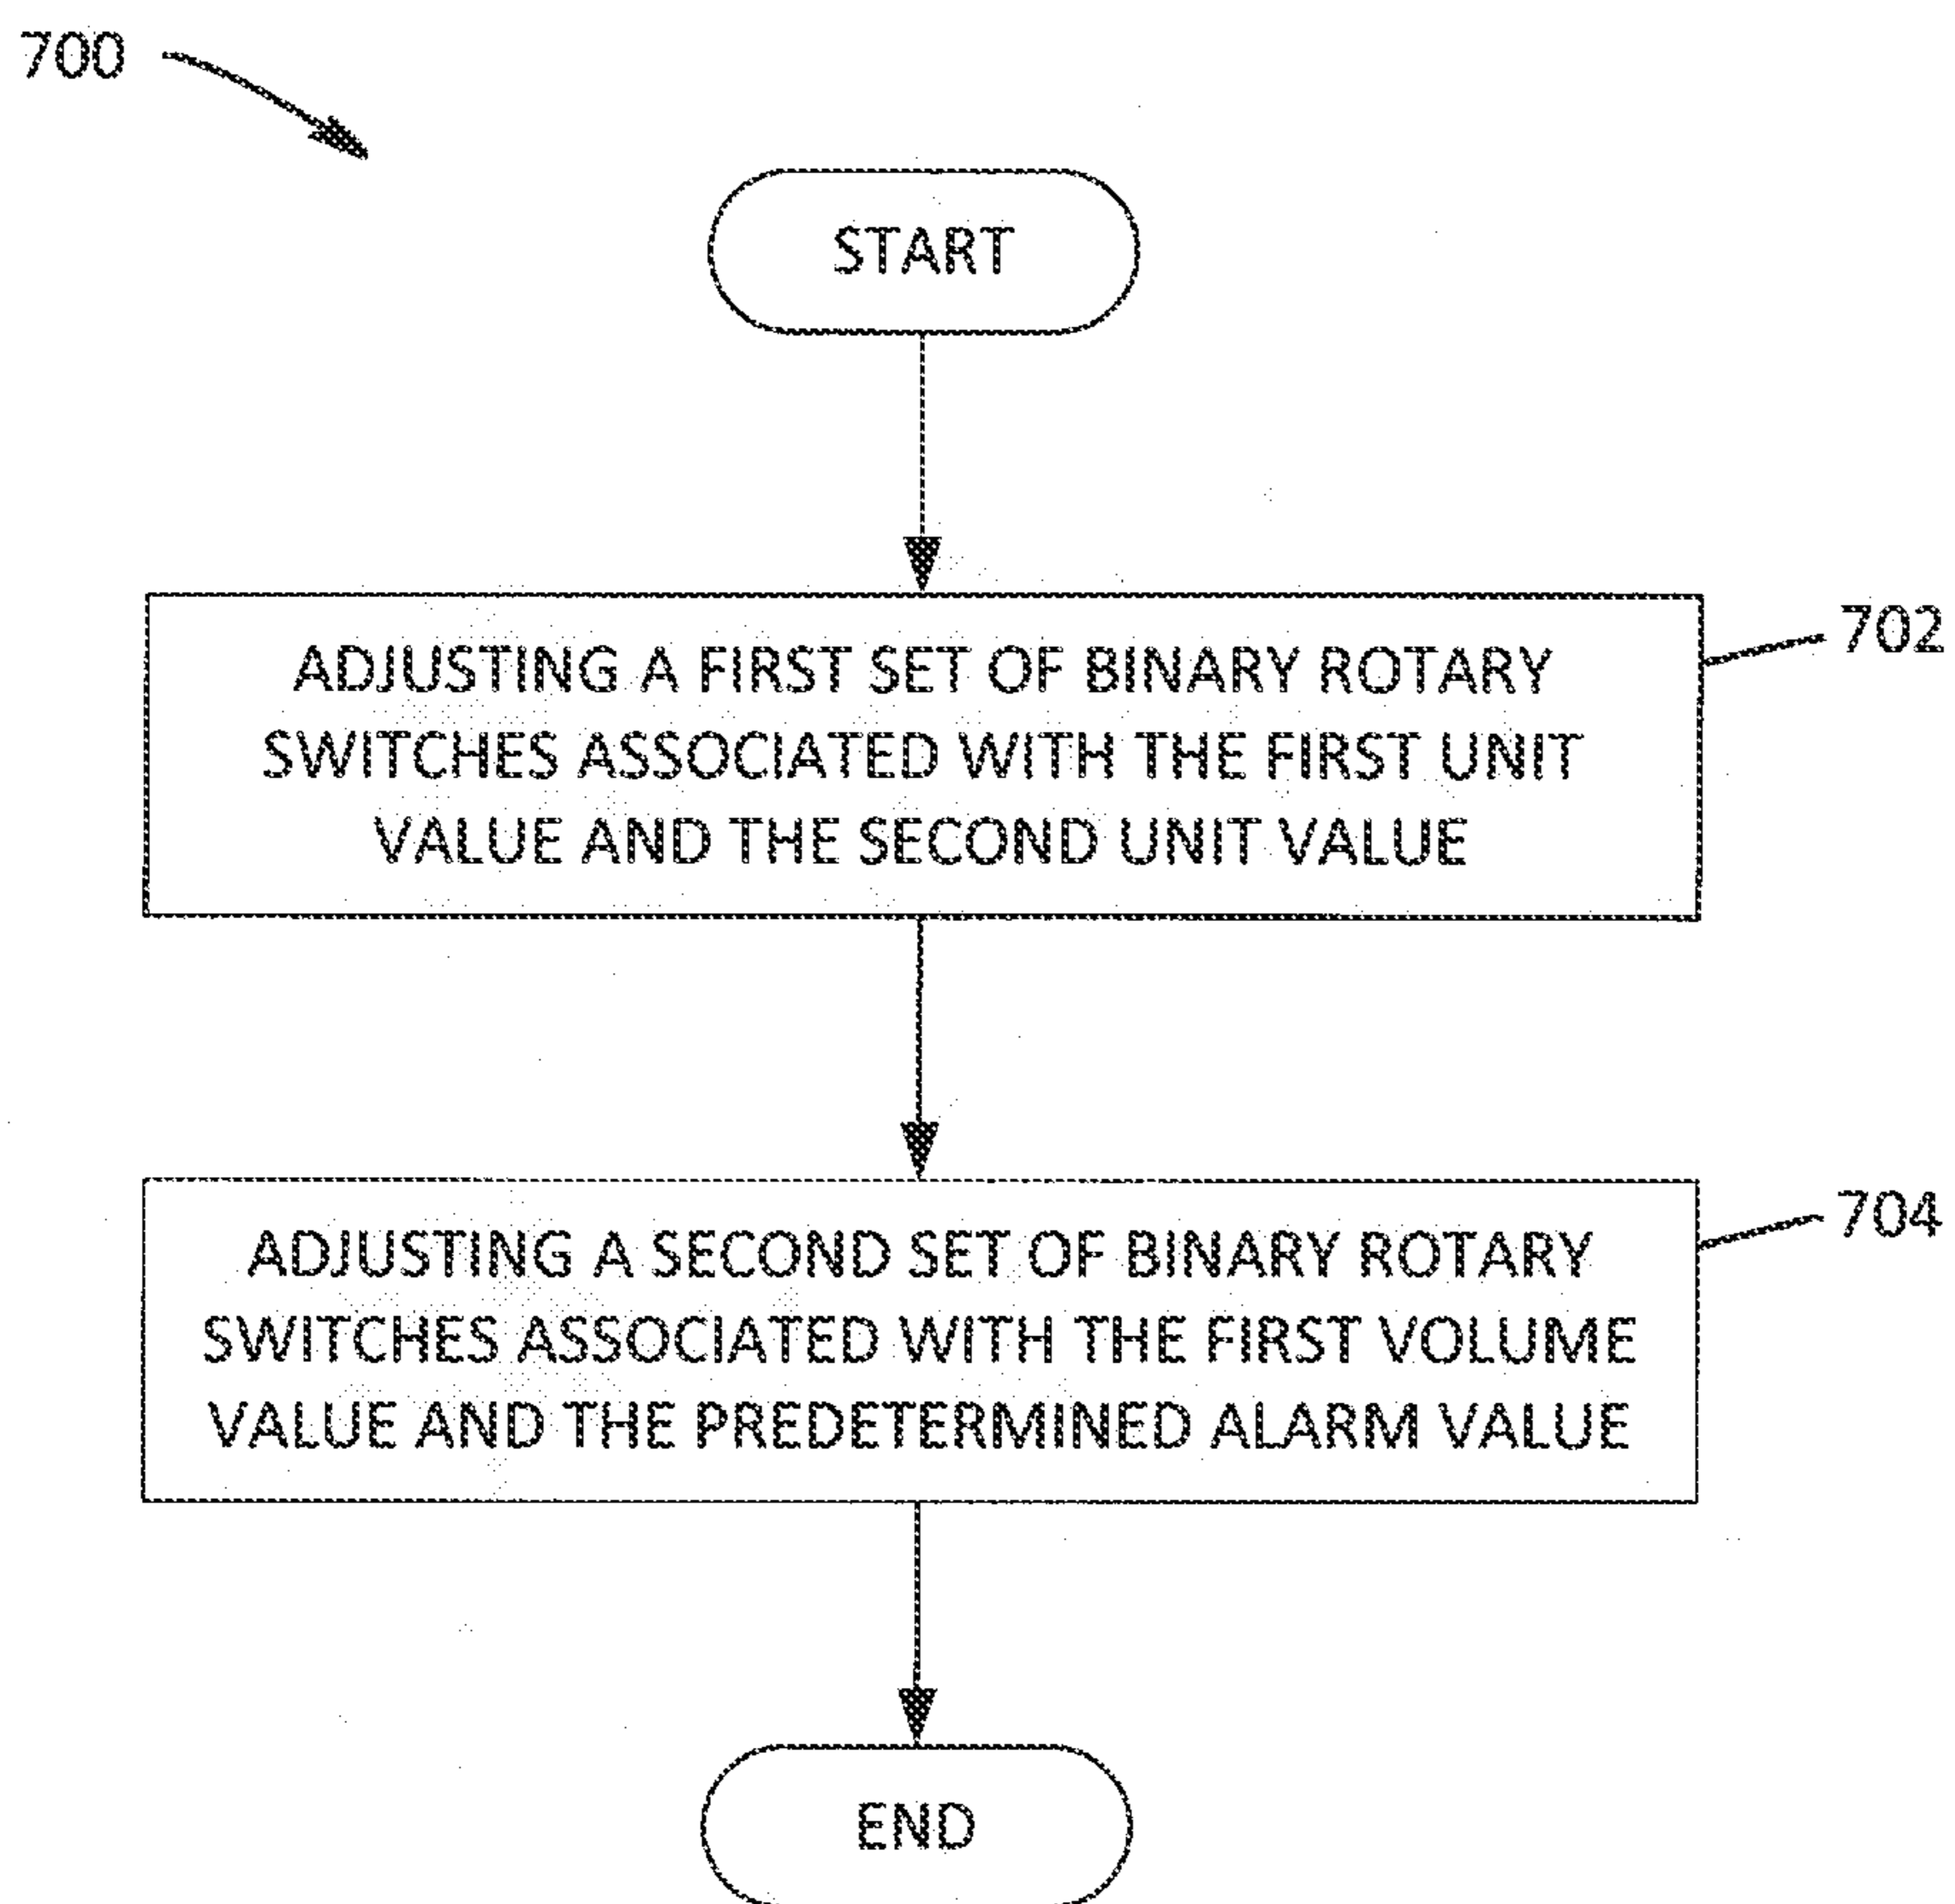 700
START
ADJUSTING A FIRST SET OF BINARY ROTARY
SWITCHES ASSOCIATED WITH THE FIRST UNIT
VALUE AND THE SECOND UNIT VALUE
702
ADJUSTING A SECOND SET OF BINARY ROTARY
SWITCHES ASSOCIATED WITH THE FIRST VOLUME
VALUE AND THE PREDETERMINED ALARM VALUE
704
END